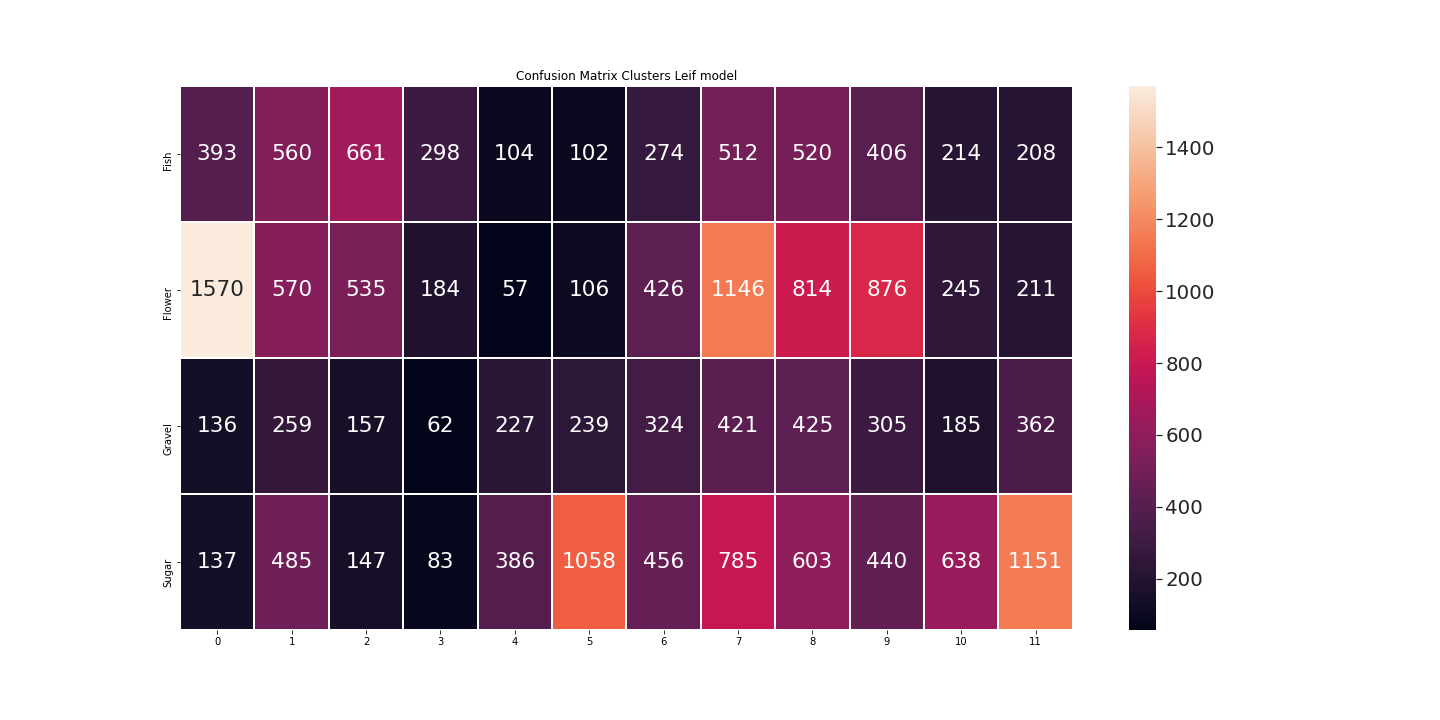 Confusion Matrix Clusters Leif model
Fish 393 560 661 298 104 102 274 512 520 406 214 208
Flower 1570 570 535 184 57 106 426 1146 814 876 245 211
Gravel 136 259 157 62 227 239 324 421 425 305 185 362
Sugar 137 485 147 83 386 1058 456 785 603 440 638 1151
0 1 2 3 4 5 6 7 8 9 10 11
1400
1200
1000
800
600
400
200